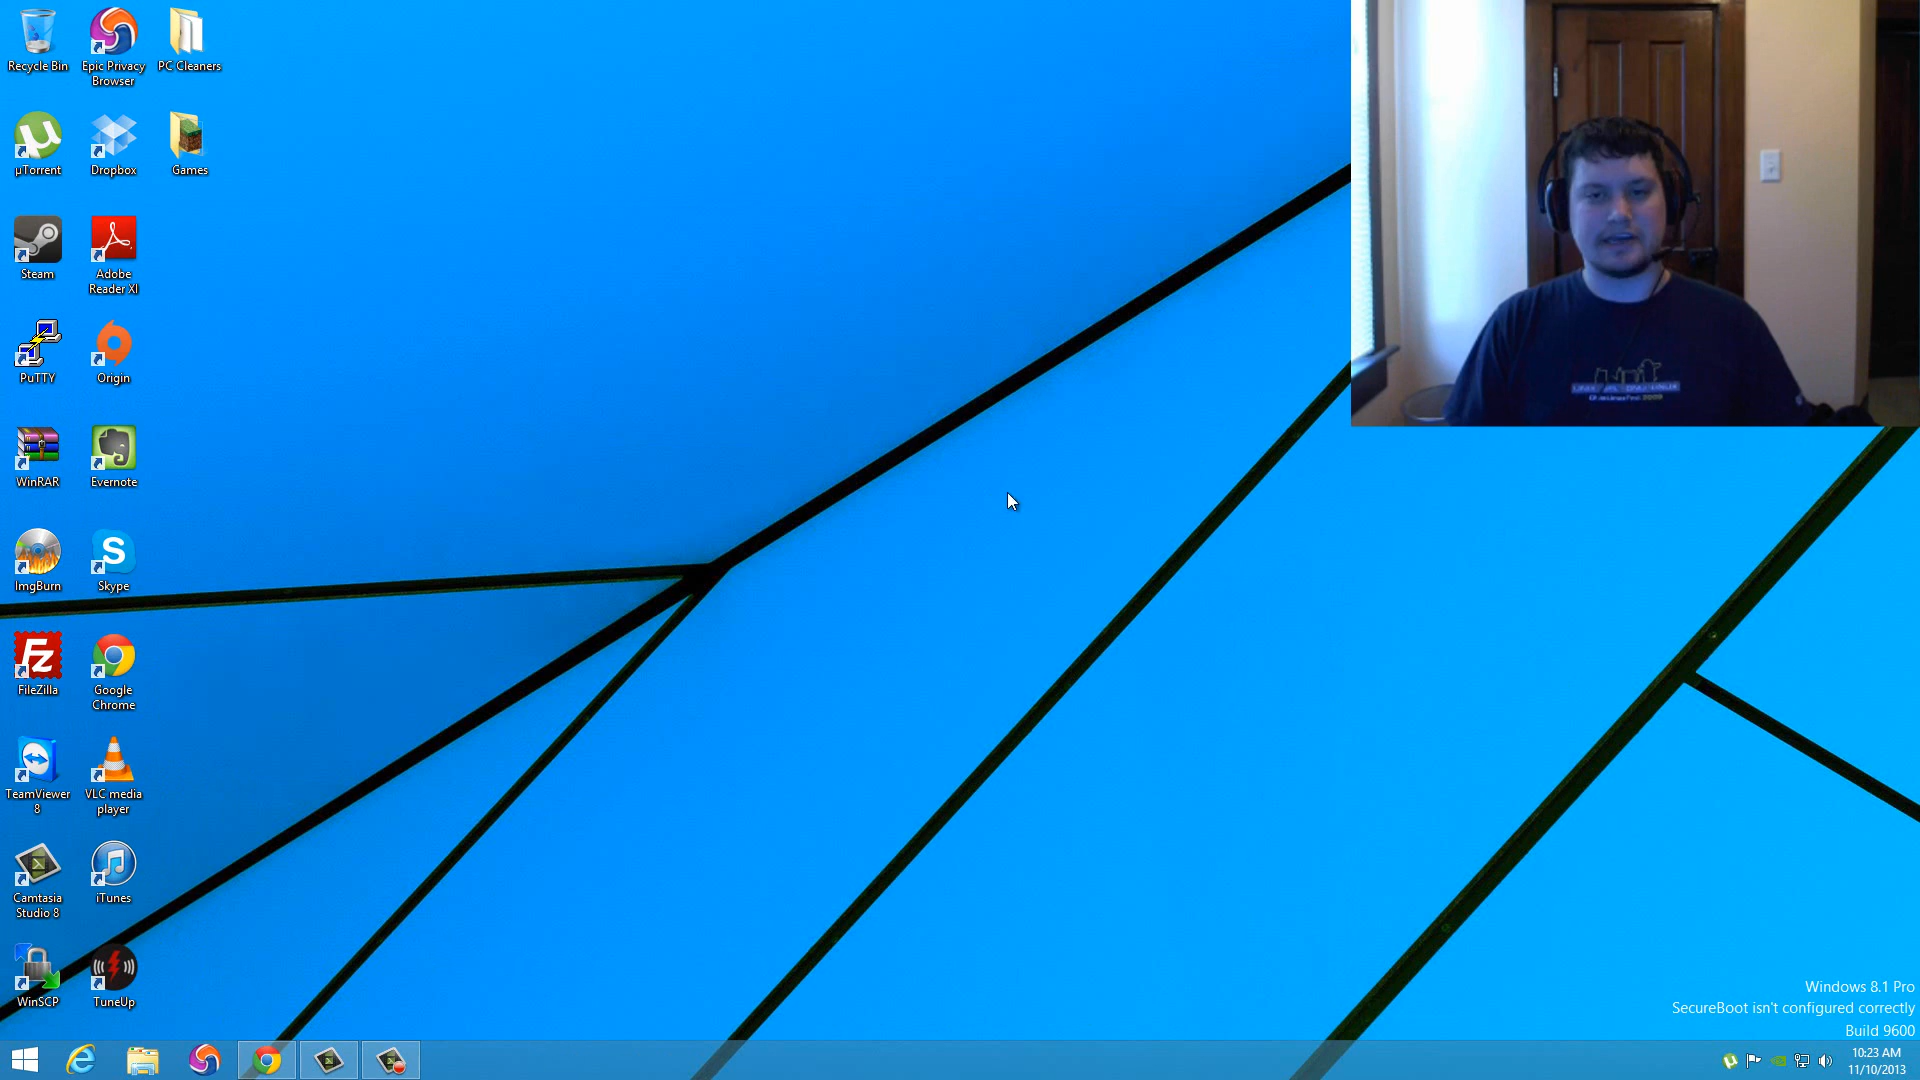 Recycle Bin
Epic Privacy
Browser
PC Cleaners
µTorrent
Dropbox
Games
Steam
Adobe
Reader XI
PuTTY
Origin
WinRAR
Evernote
ImgBurn
Skype
FileZilla
Google
Chrome
TeamViewer
8
VLC media
player
Camtasia
Studio 8
iTunes
WinSCP
TuneUp
Windows 8.1 Pro
SecureBoot isn't configured correctly
Build 9600
10:23 AM
11/10/2013